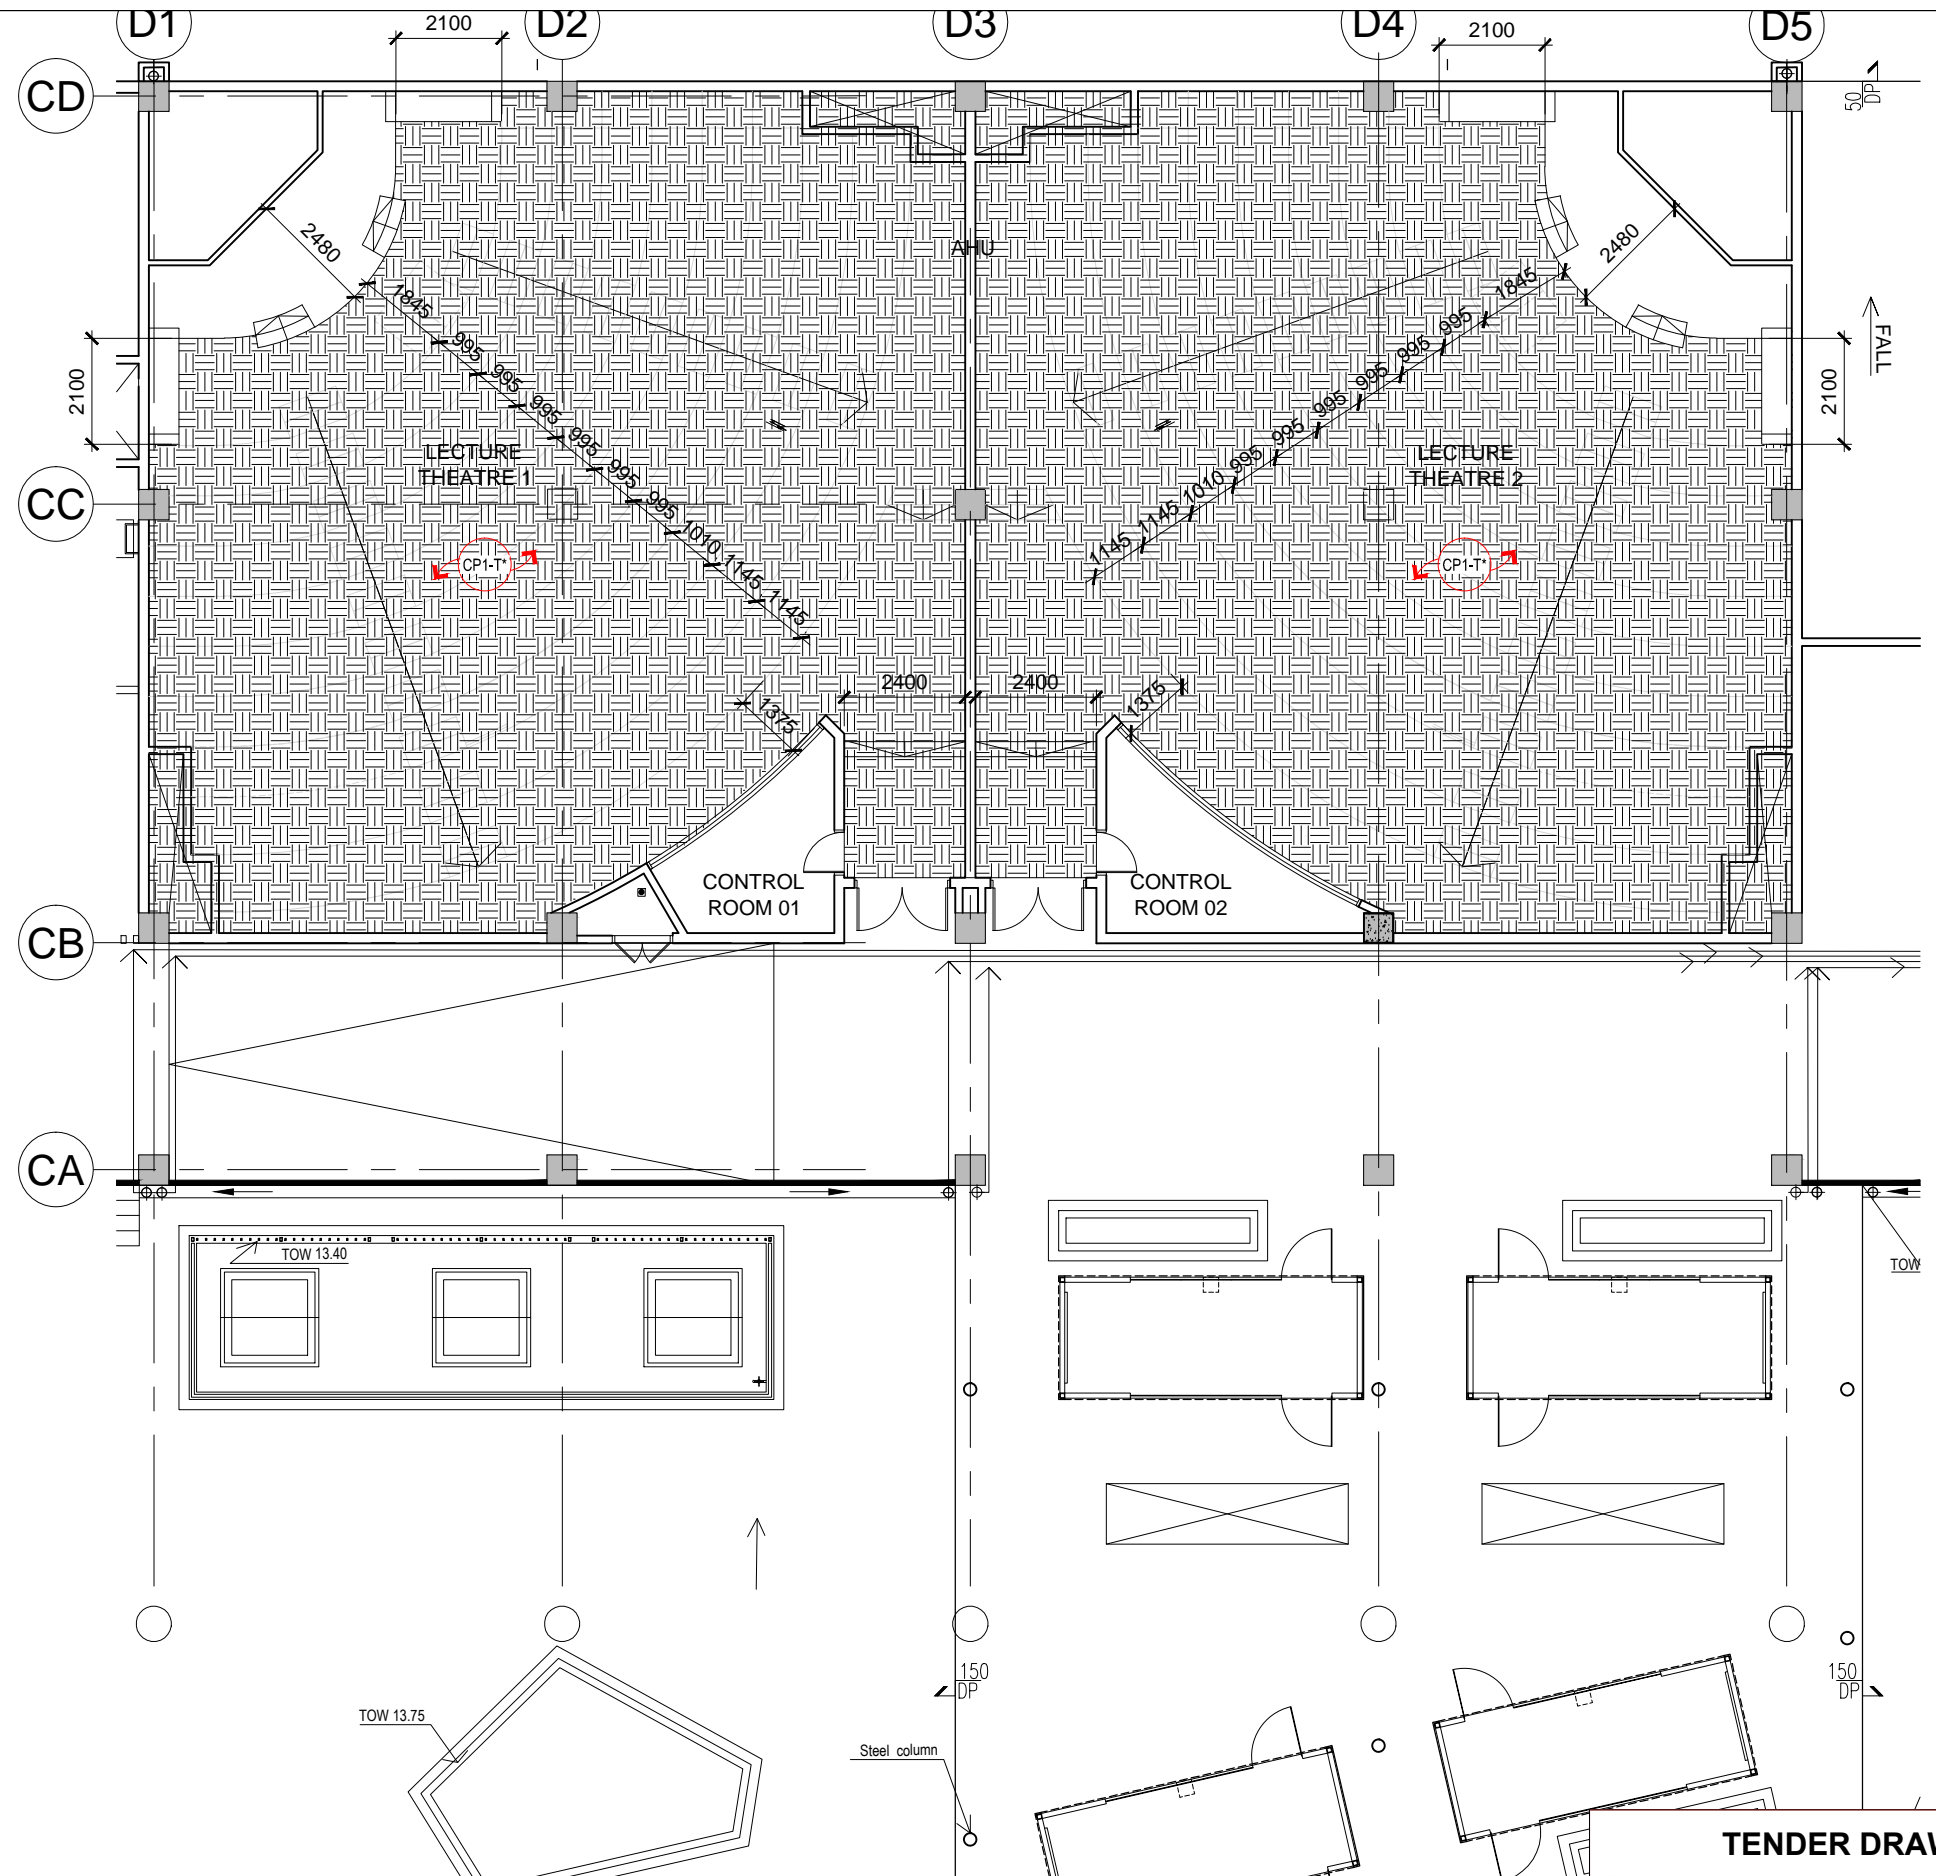 D1
D2
D3
D4
D5
2100
2100
CD
50
DP
AHU
2480
2480
1845
995
995
995
995
995
995
1010
1145
1145
1845
995
995
995
995
995
995
1010
1145
1145
FALL
2100
2100
LECTURE
THEATRE 1
LECTURE
THEATRE 2
CC
CP1-T*
CP1-T*
2400
2400
1375
1375
CONTROL
ROOM 01
CONTROL
ROOM 02
CB
CA
TOW 13.40
TOW
150
DP
150
DP
TOW 13.75
Steel column
TENDER DRAW